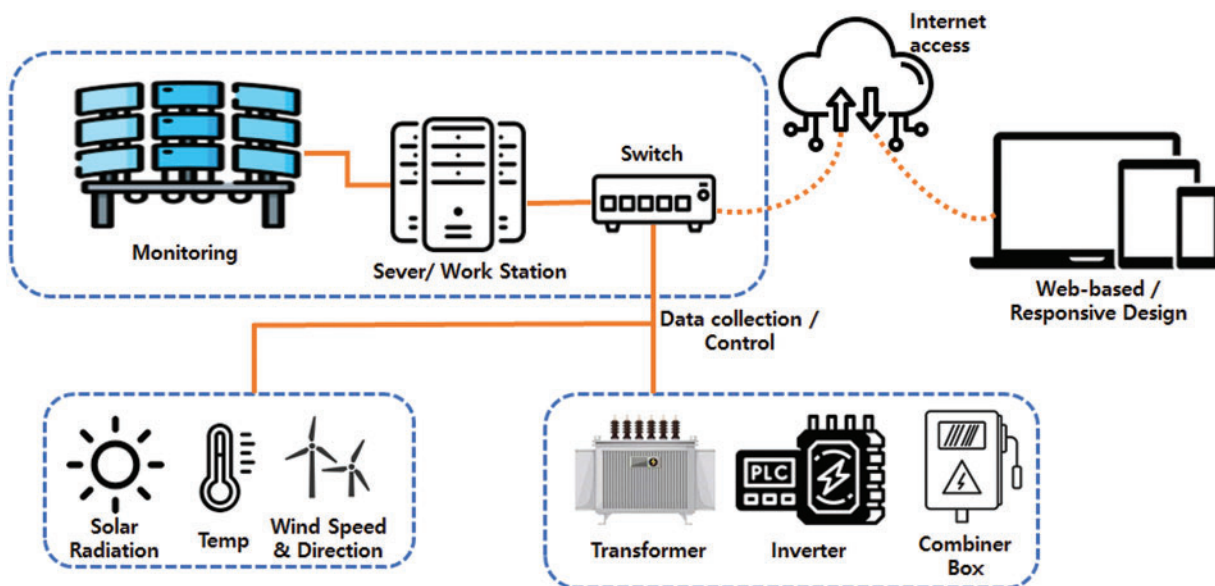 Internet
access
Switch
Monitoring
Sever/ Work Station
Web-based /
Responsive Design
Data collection /
Control
Solar
Radiation
Temp
Wind Speed
& Direction
PLC
Transformer
Inverter
Combiner
Box